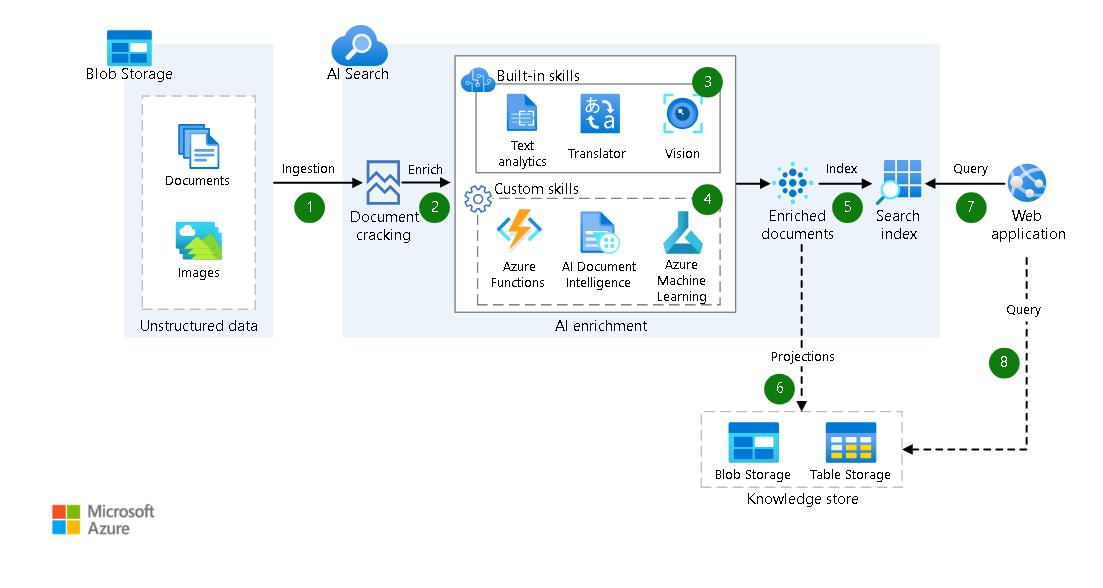 Blob Storage
Documents
Images
Unstructured data
Ingestion
1
AI Search
Document
cracking
Enrich
2
Built-in skills
3
Text
analytics
Translator
Vision
Custom skills
4
Azure
Functions
AI Document
Intelligence
Azure
Machine
Learning
AI enrichment
Enriched
documents
Index
5
Search
index
Query
7
Web
application
Projections
6
Query
8
Blob Storage
Table Storage
Knowledge store
Microsoft
Azure